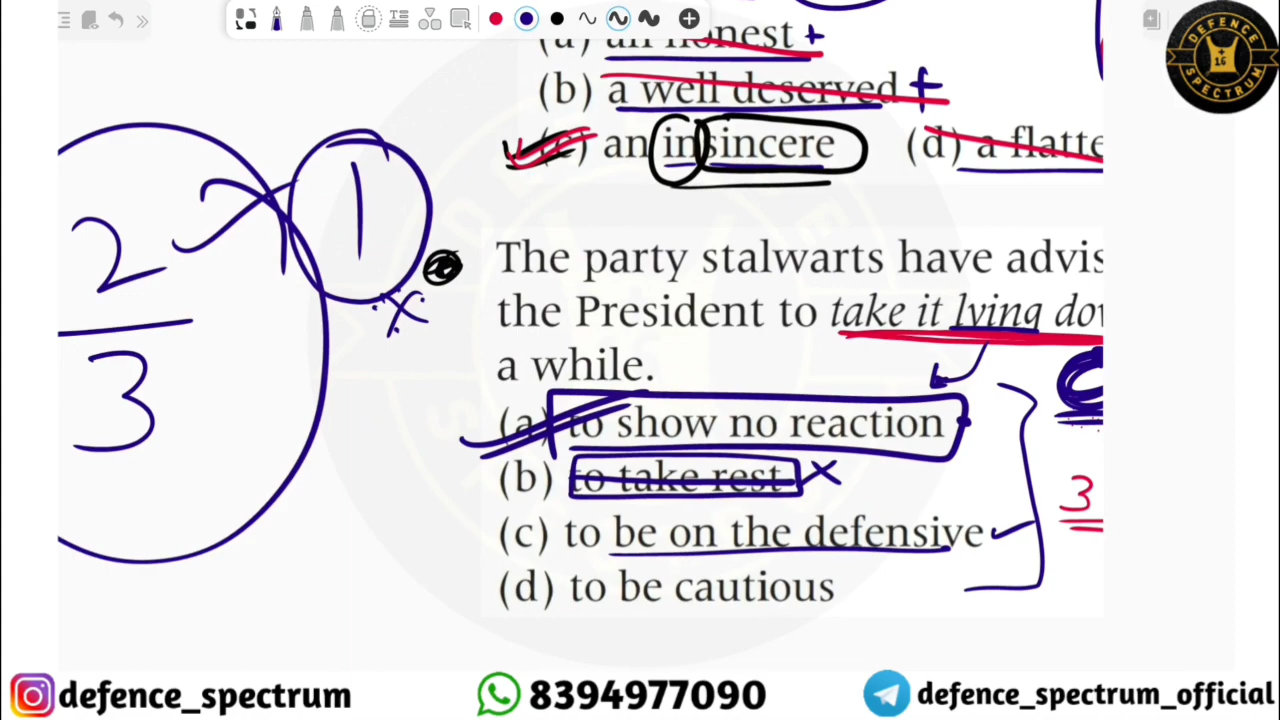 (a) an honest +
(b) a well deserved +
(c) an insincere (d) a flatte
DEFENCE
SPECTRUM
16
1
2
x
3
The party stalwarts have advis
the President to take it lying do
a while.
(a) to show no reaction
(b) to take rest x
3
(c) to be on the defensive
(d) to be cautious
defence_spectrum 8394977090 defence_spectrum_official